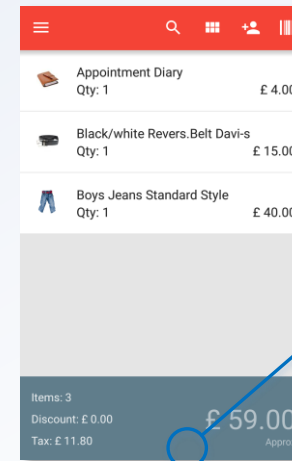 Appointment Diary
Qty: 1
£ 4.00
Black/white Revers.Belt Davi-s
Qty: 1
£ 15.00
Boys Jeans Standard Style
Qty: 1
£ 40.00
Items: 3
Discount: £ 0.00
£ 59.00
Tax: £ 11.80
Appro